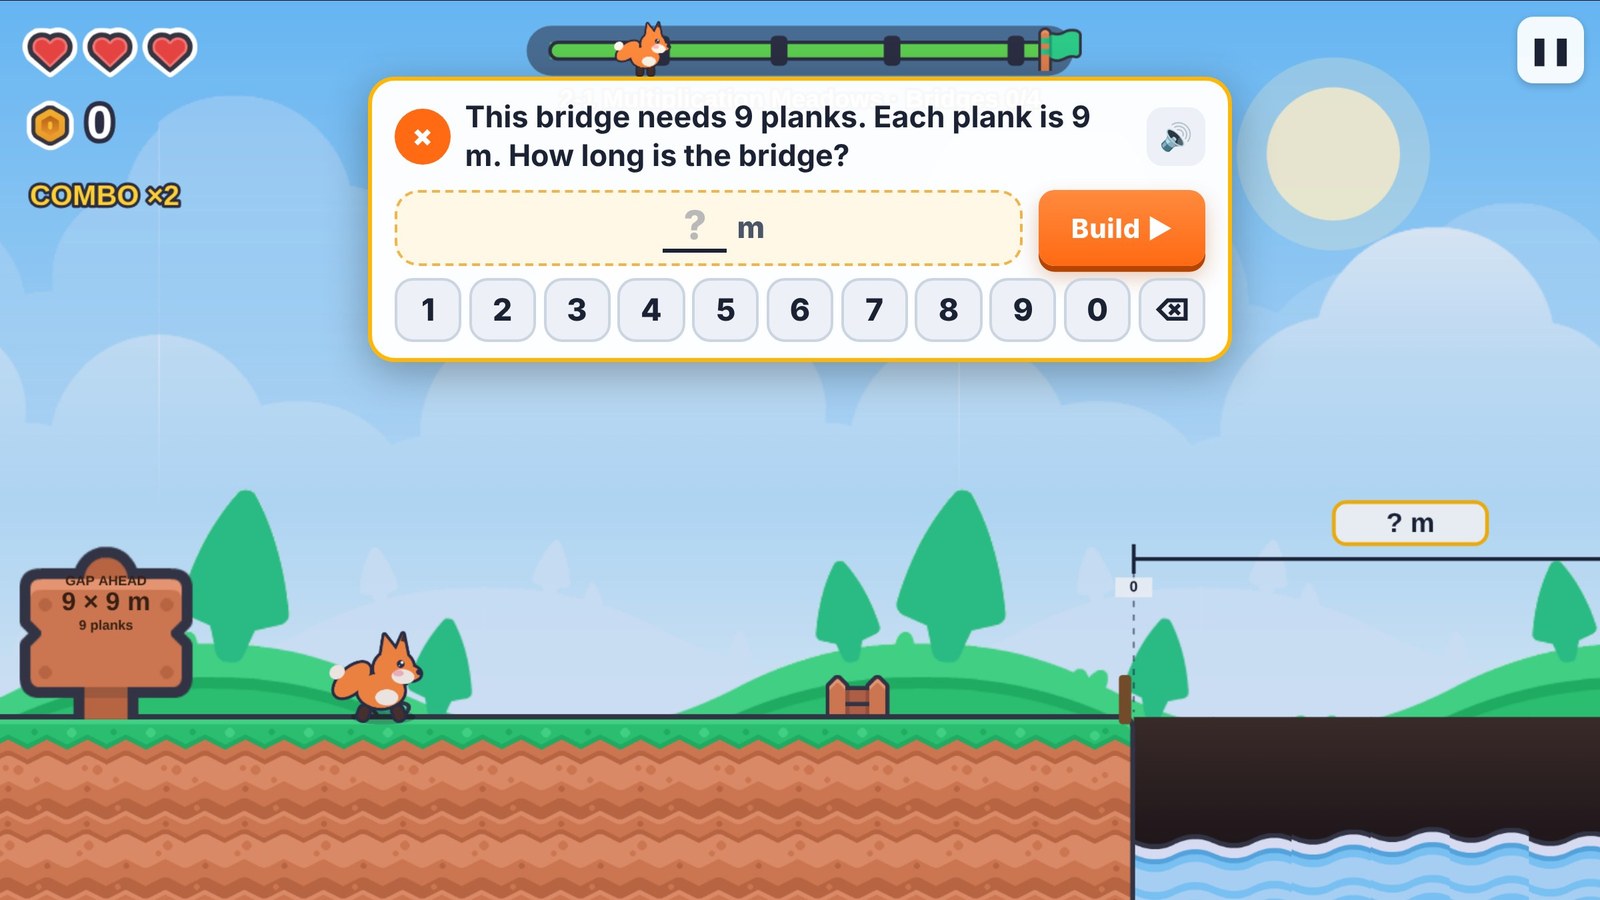 0
COMBO ×2
This bridge needs 9 planks. Each plank is 9
m. How long is the bridge?
? m
Build
1 2 3 4 5 6 7 8 9 0
? m
0
GAP AHEAD
9 × 9 m
9 planks